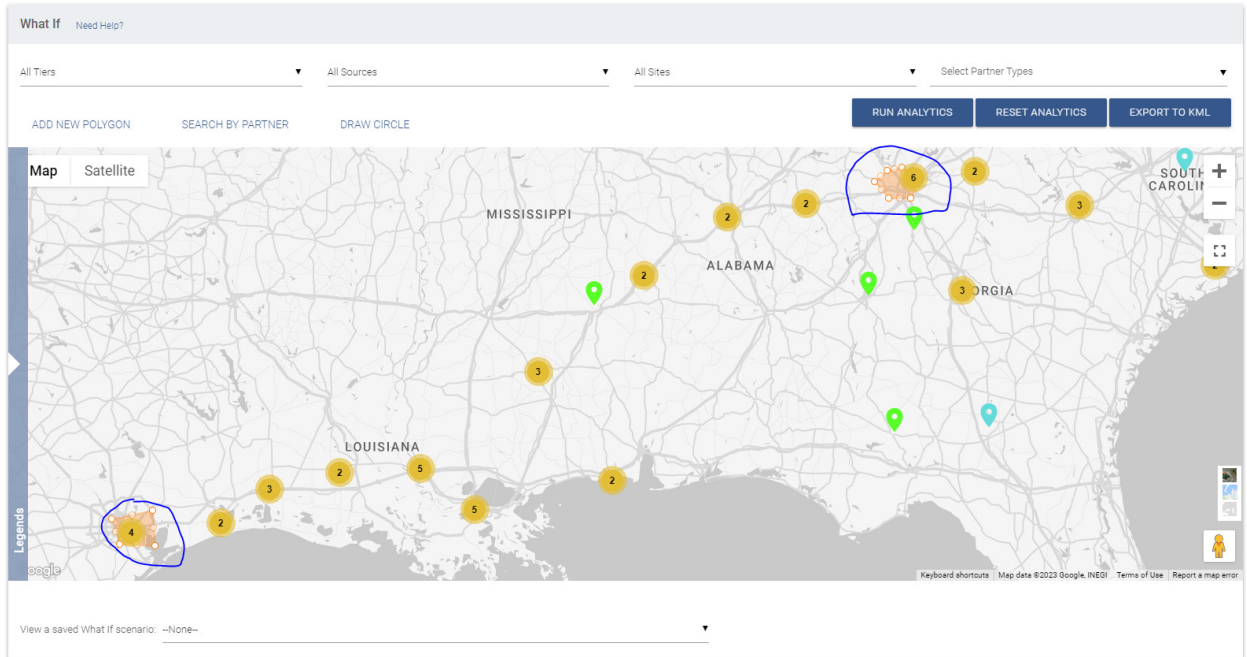 What If Need Help?
All Tiers All Sources All Sites Select Partner Types
ADD NEW POLYGON SEARCH BY PARTNER DRAW CIRCLE RUN ANALYTICS RESET ANALYTICS EXPORT TO KML
Map Satellite
SOUTH
CAROLIN
6
2
2
3
2
MISSISSIPPI
ALABAMA
2
2
3 ORGIA
3
LOUISIANA
2
5
3
2
5
2
4
Legends
oogle
Keyboard shortcuts Map data ©2023 Google, INEGI Terms of Use Report a map error
View a saved What If scenario: --None--